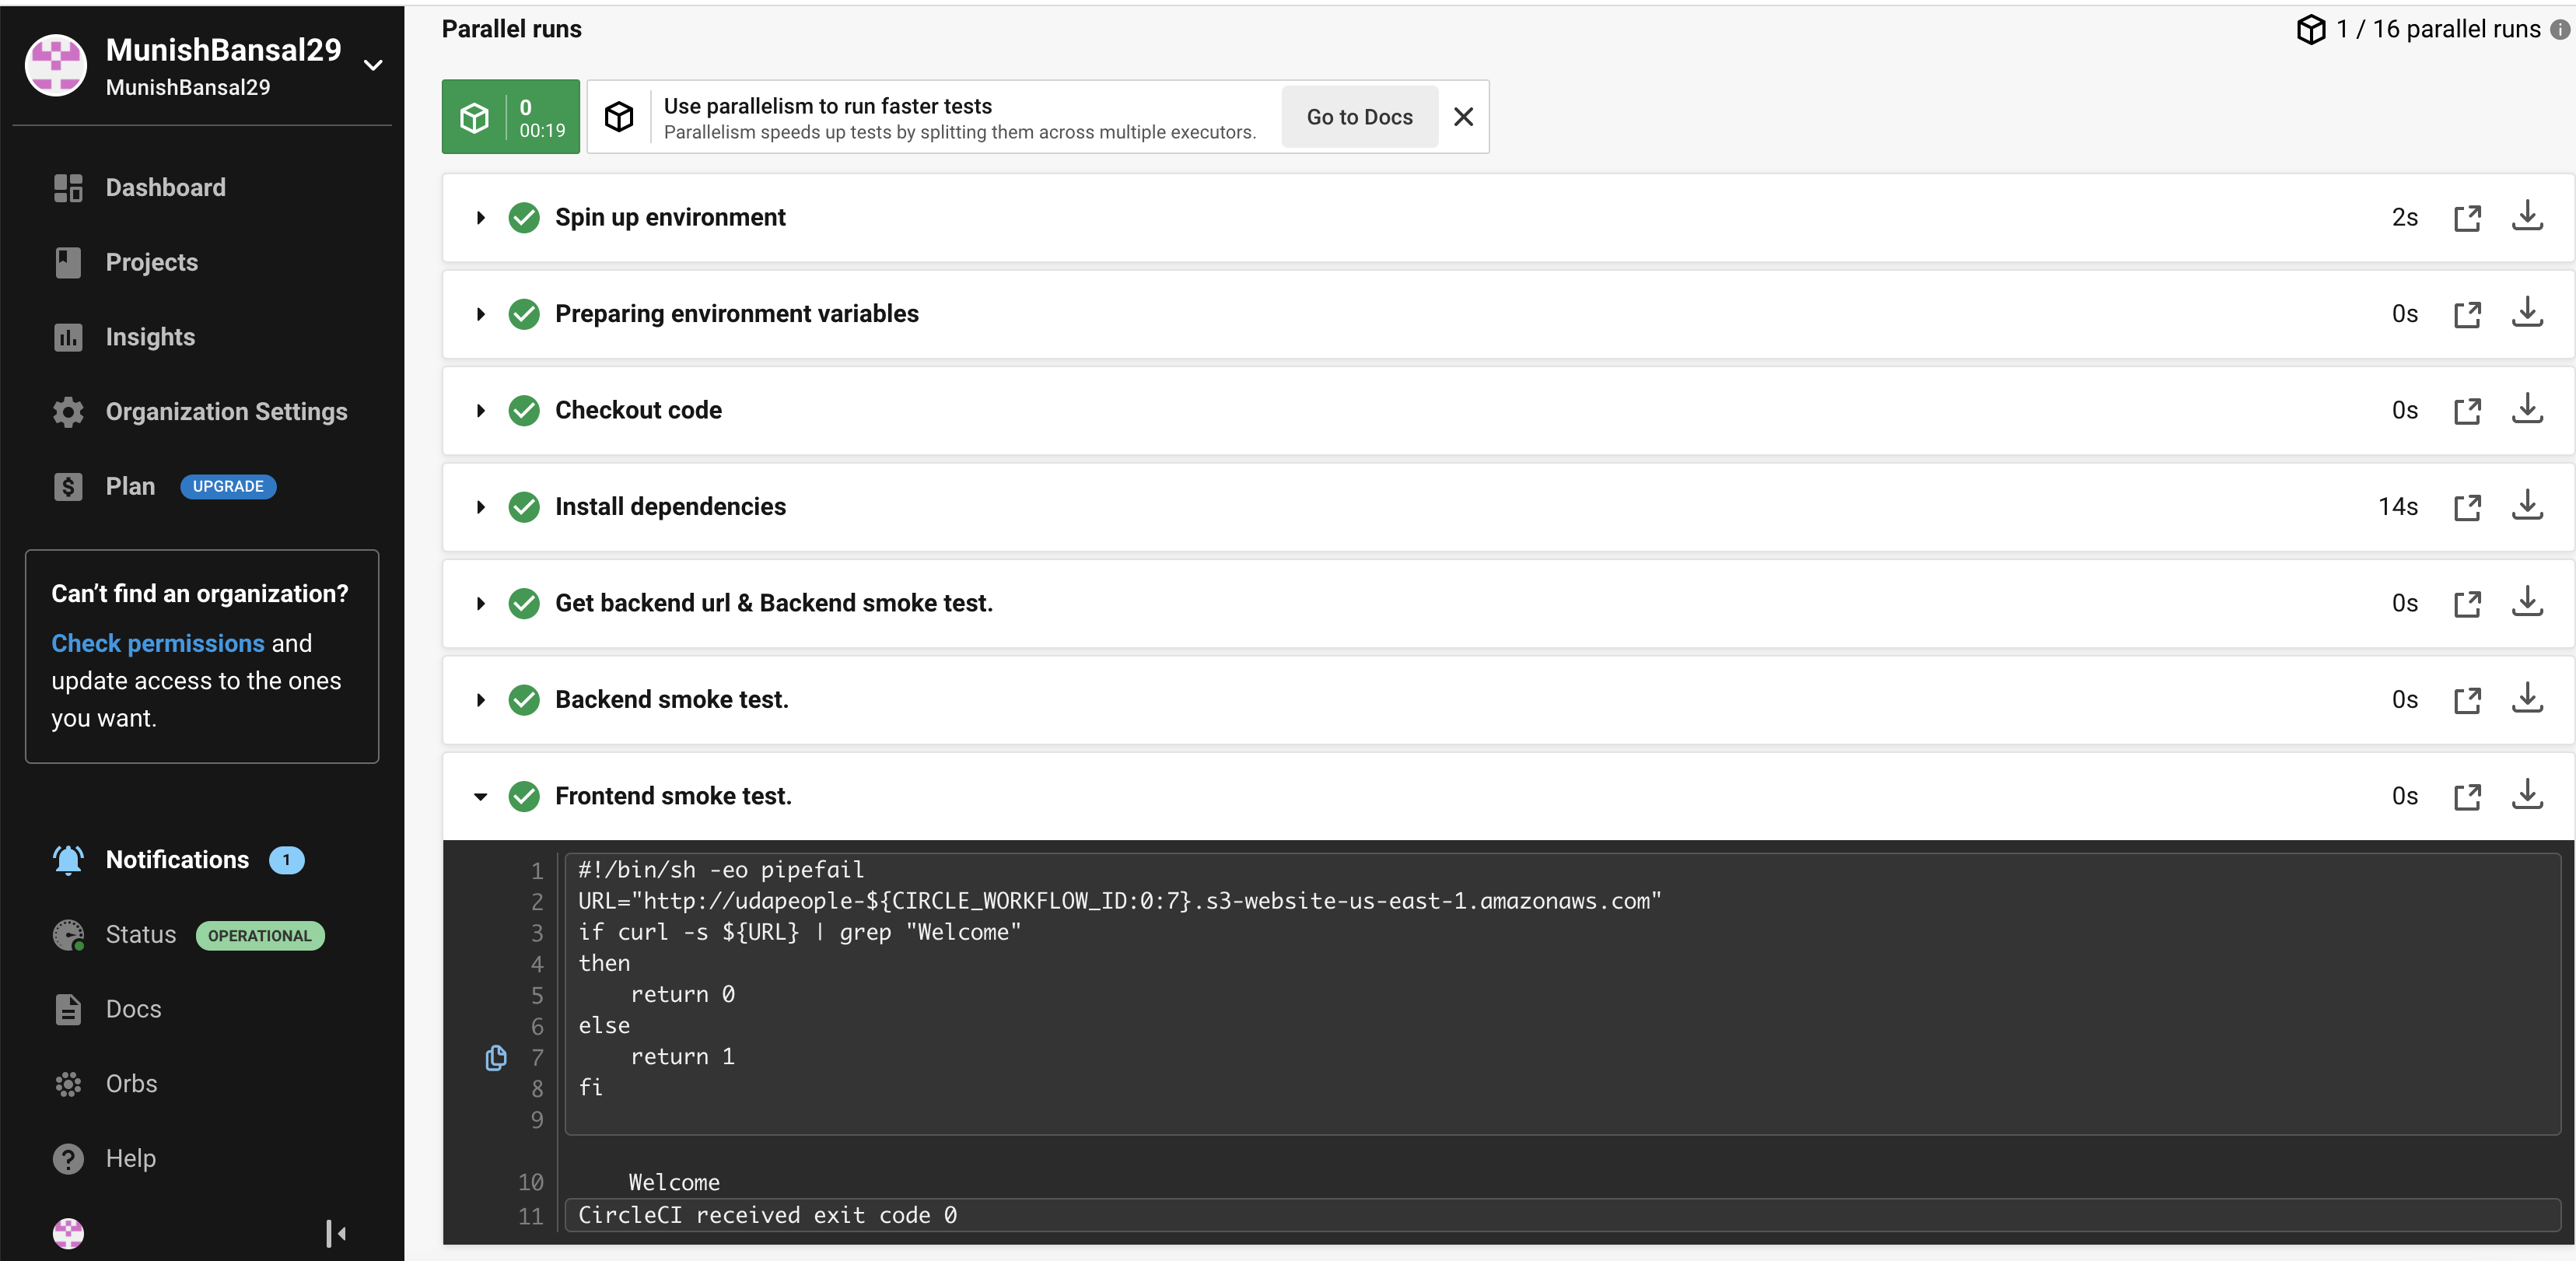 MunishBansal29
MunishBansal29
Dashboard
Projects
Insights
Organization Settings
Plan UPGRADE
Can’t find an organization?
Check permissions and
update access to the ones
you want.
Notifications 1
Status OPERATIONAL
Docs
Orbs
Help
Parallel runs
1 / 16 parallel runs
0
00:19
Use parallelism to run faster tests
Parallelism speeds up tests by splitting them across multiple executors.
Go to Docs
Spin up environment 2s
Preparing environment variables 0s
Checkout code 0s
Install dependencies 14s
Get backend url & Backend smoke test. 0s
Backend smoke test. 0s
Frontend smoke test. 0s
1 #!/bin/sh -eo pipefail
2 URL="http://udapeople-${CIRCLE_WORKFLOW_ID:0:7}.s3-website-us-east-1.amazonaws.com"
3 if curl -s ${URL} | grep "Welcome"
4 then
5     return 0
6 else
7     return 1
8 fi
9
10     Welcome
11 CircleCI received exit code 0